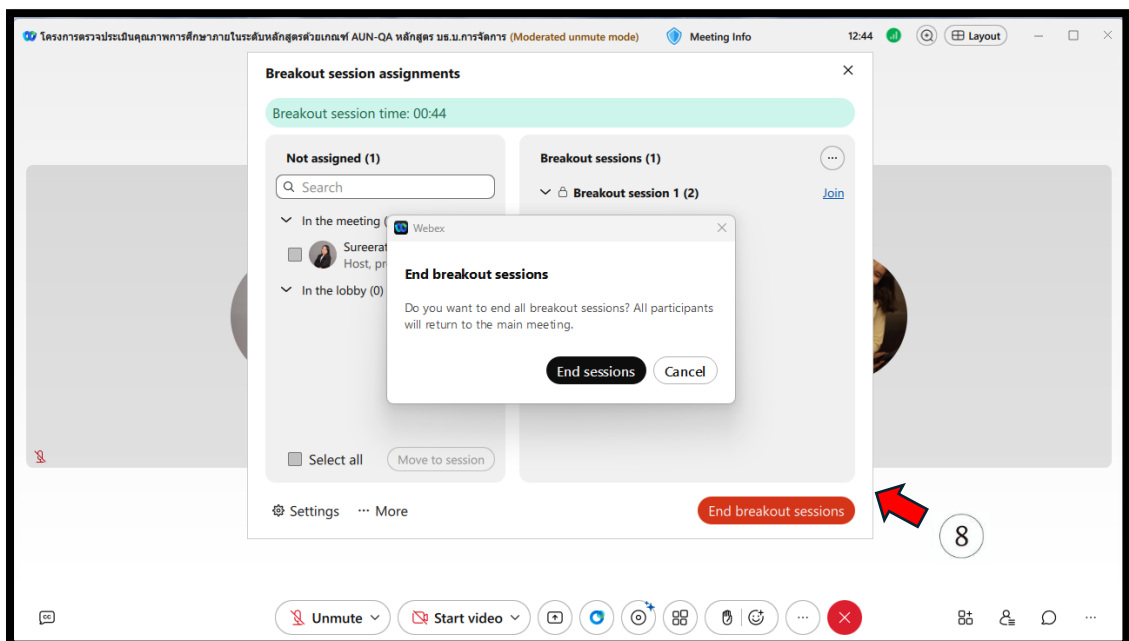 โครงการตรวจประเมินคุณภาพการศึกษาภายในระดับหลักสูตรด้วยเกณฑ์ AUN-QA หลักสูตร บธ.บ.การจัดการ (Moderated unmute mode) Meeting Info 12:44 Layout
Breakout session assignments
Breakout session time: 00:44
Not assigned (1) Breakout sessions (1)
Search
Breakout session 1 (2) Join
In the meeting (
Webex
Sureerat
Host, pr
End breakout sessions
In the lobby (0)
Do you want to end all breakout sessions? All participants
will return to the main meeting.
End sessions Cancel
Select all Move to session
Settings More End breakout sessions
8
CC Unmute Start video